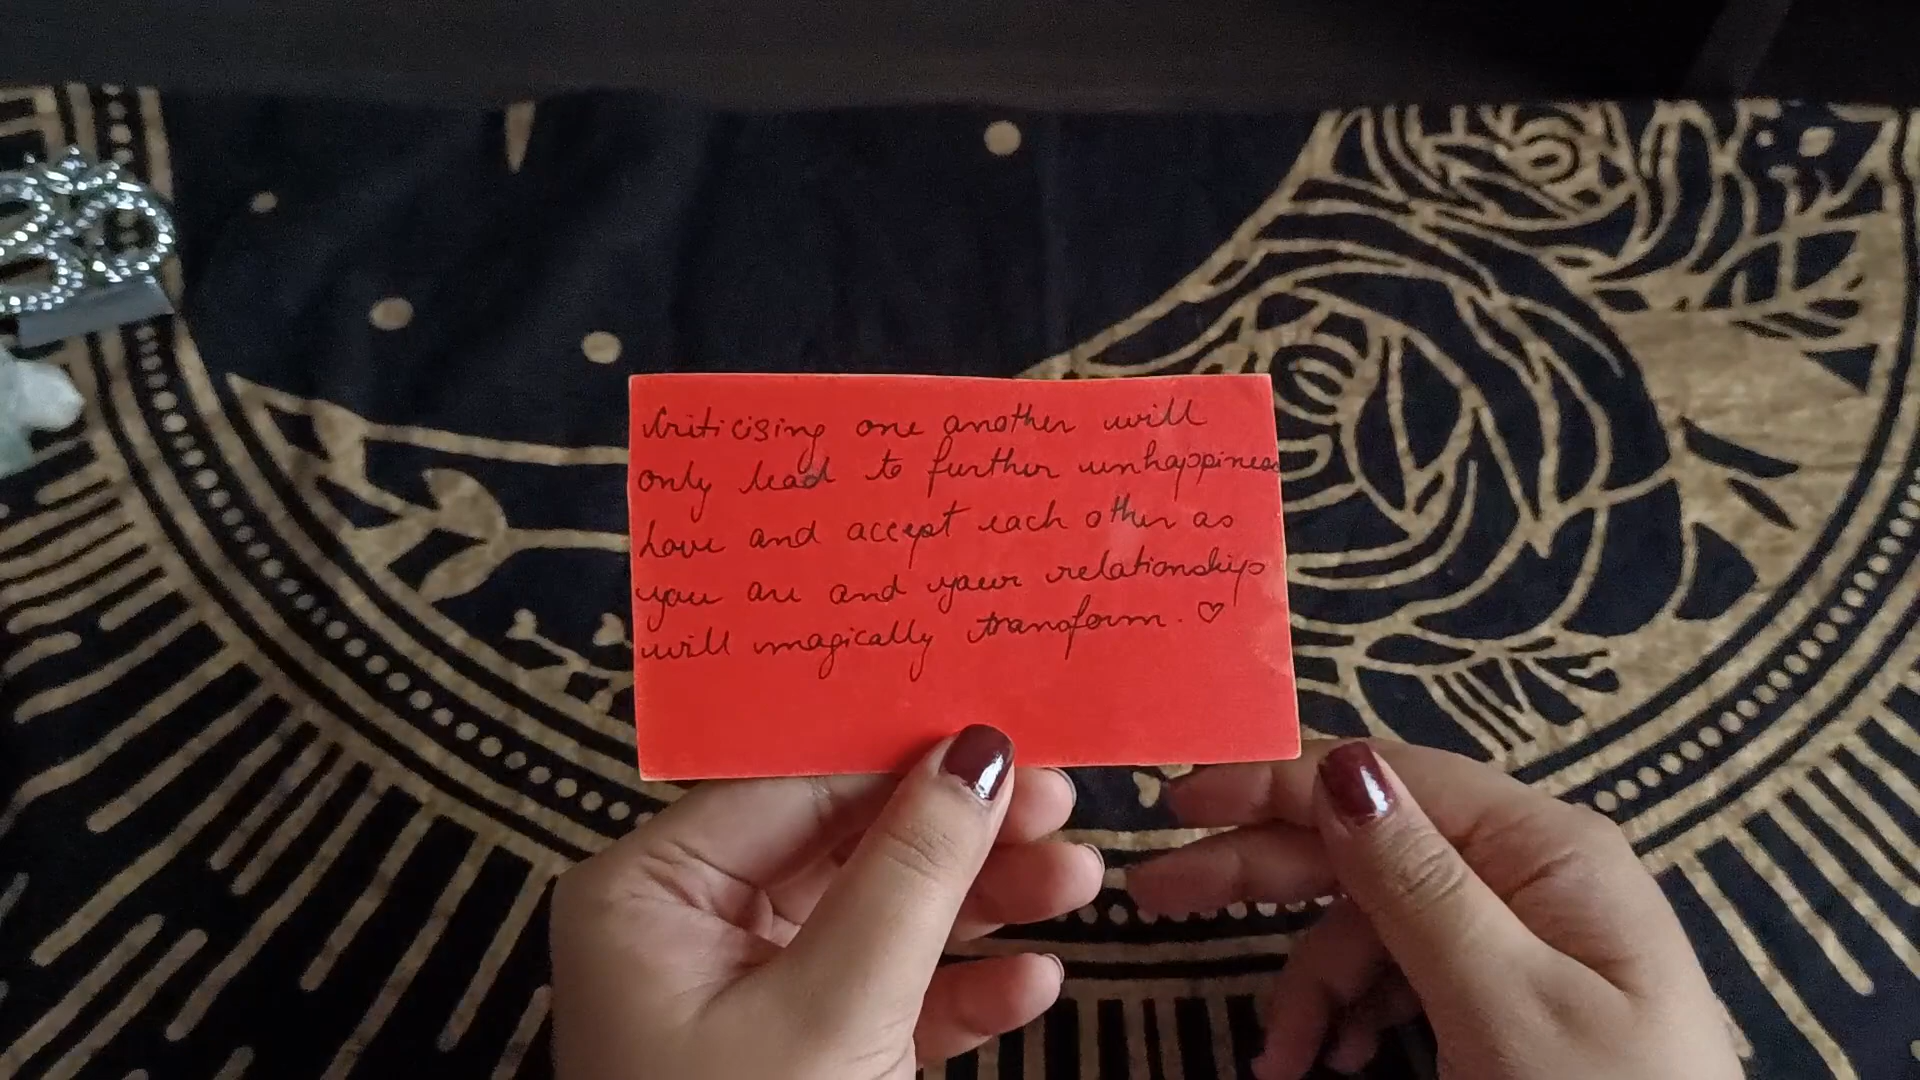 Criticising one another will
only lead to further unhappiness
Love and accept each other as
you are and your relationship
will magically transform. ♡